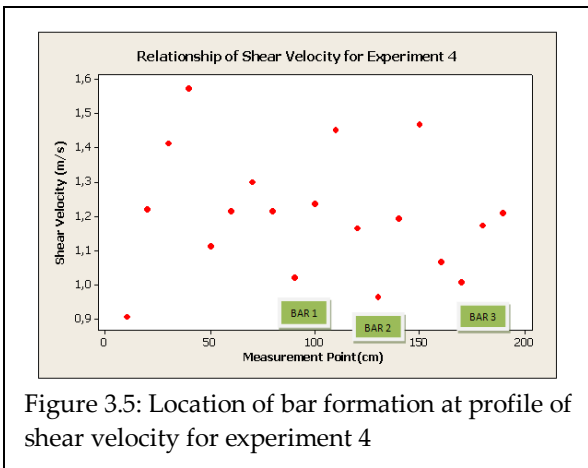 Relationship of Shear Velocity for Experiment 4
Shear Velocity (m/s)
1,6
1,5
1,4
1,3
1,2
1,1
1,0
0,9
BAR 1
BAR 2
BAR 3
0
50
100
150
200
Measurement Point(cm)
Figure 3.5: Location of bar formation at profile of
shear velocity for experiment 4